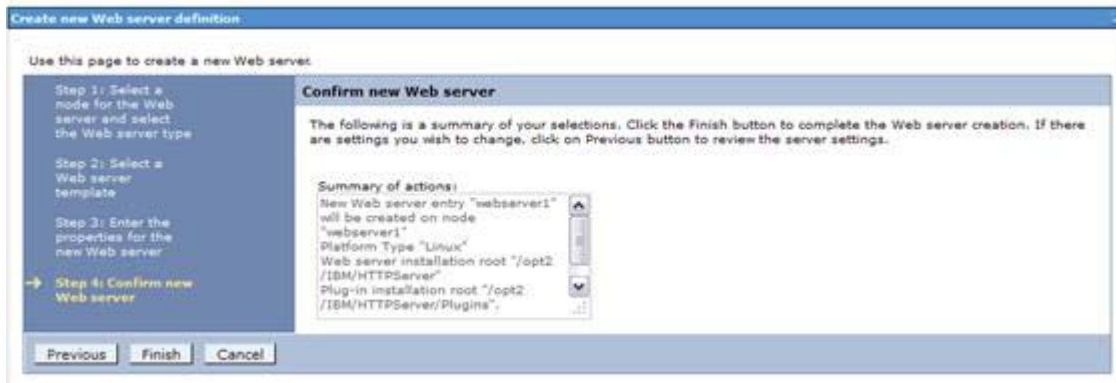 Create new Web server definition
Use this page to create a new Web server.
Step 1: Select a
node for the Web
server and select
the Web server type
Step 2: Select a
Web server
template
Step 3: Enter the
properties for the
new Web server
Step 4: Confirm new
Web server
Confirm new Web server
The following is a summary of your selections. Click the Finish button to complete the Web server creation. If there
are settings you wish to change, click on Previous button to review the server settings.
Summary of actions:
New Web server entry "webserver1"
will be created on node
"webserver1"
Platform Type "Linux"
Web server installation root "/opt2
/IBM/HTTPServer"
Plug-in installation root "/opt2
/IBM/HTTPServer/Plugins".
Previous
Finish
Cancel